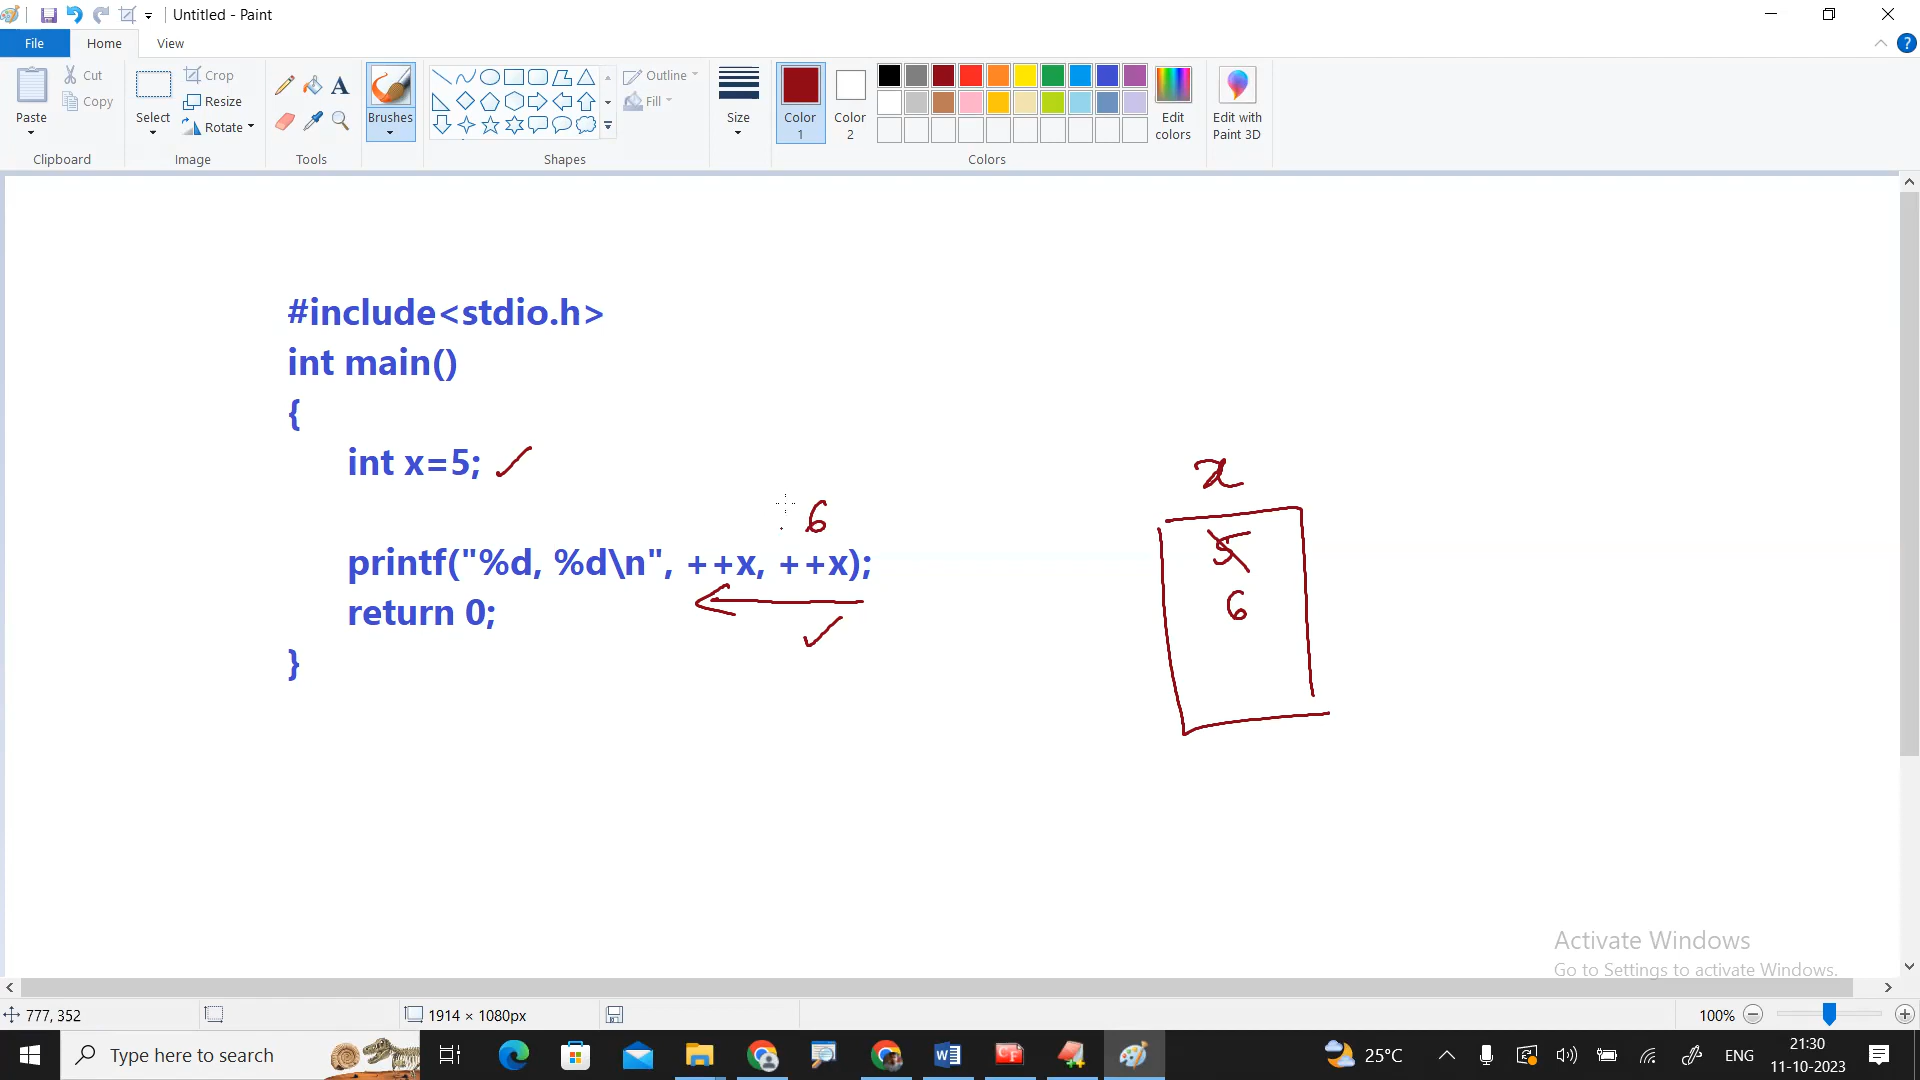 Untitled - Paint
File Home View
Paste
Cut
Copy
Clipboard
Select
Crop
Resize
Rotate
Image
Tools
Brushes
Shapes
Outline
Fill
Size
Color 1
Color 2
Edit colors
Colors
Edit with Paint 3D
#include<stdio.h>
int main()
{
int x=5;
x
6
5
printf("%d, %d\n", ++x, ++x);
6
return 0;
}
Activate Windows
Go to Settings to activate Windows.
777, 352
1914 × 1080px
100%
Type here to search
25°C
ENG
21:30
11-10-2023